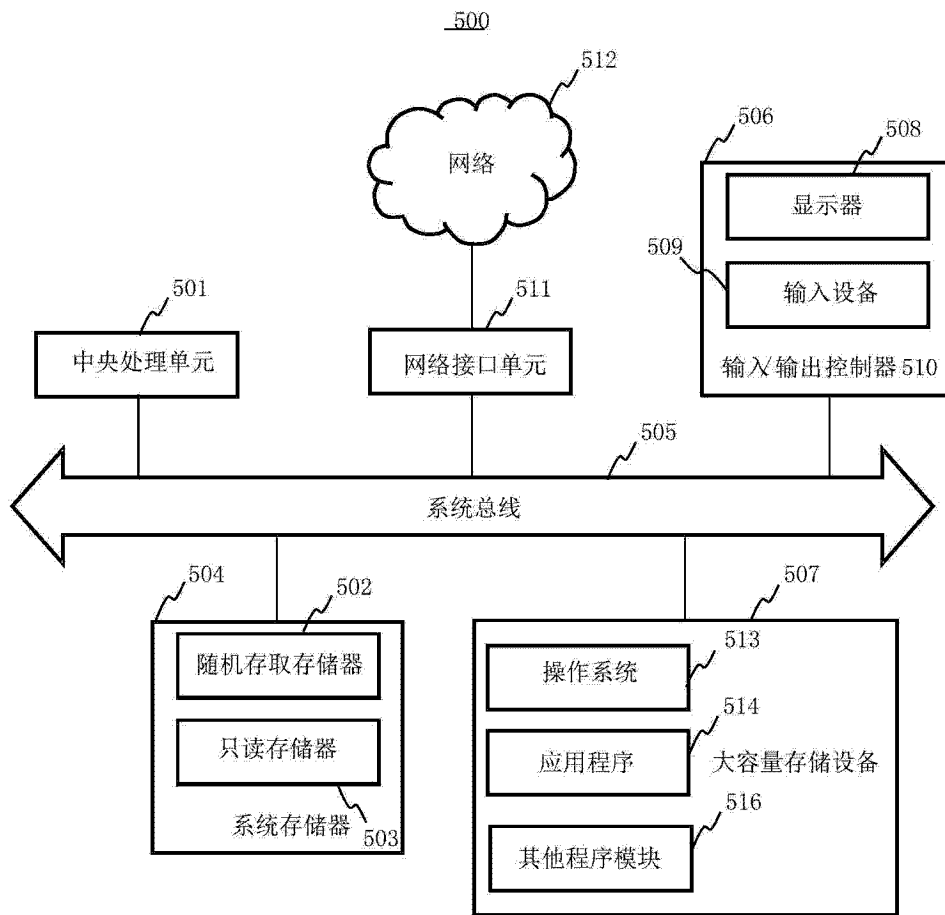 500
512
网络
506
508
显示器
509
输入设备
输入/输出控制器510
501
中央处理单元
511
网络接口单元
505
系统总线
504
502
随机存取存储器
只读存储器
系统存储器
503
507
513
操作系统
514
应用程序
大容量存储设备
516
其他程序模块